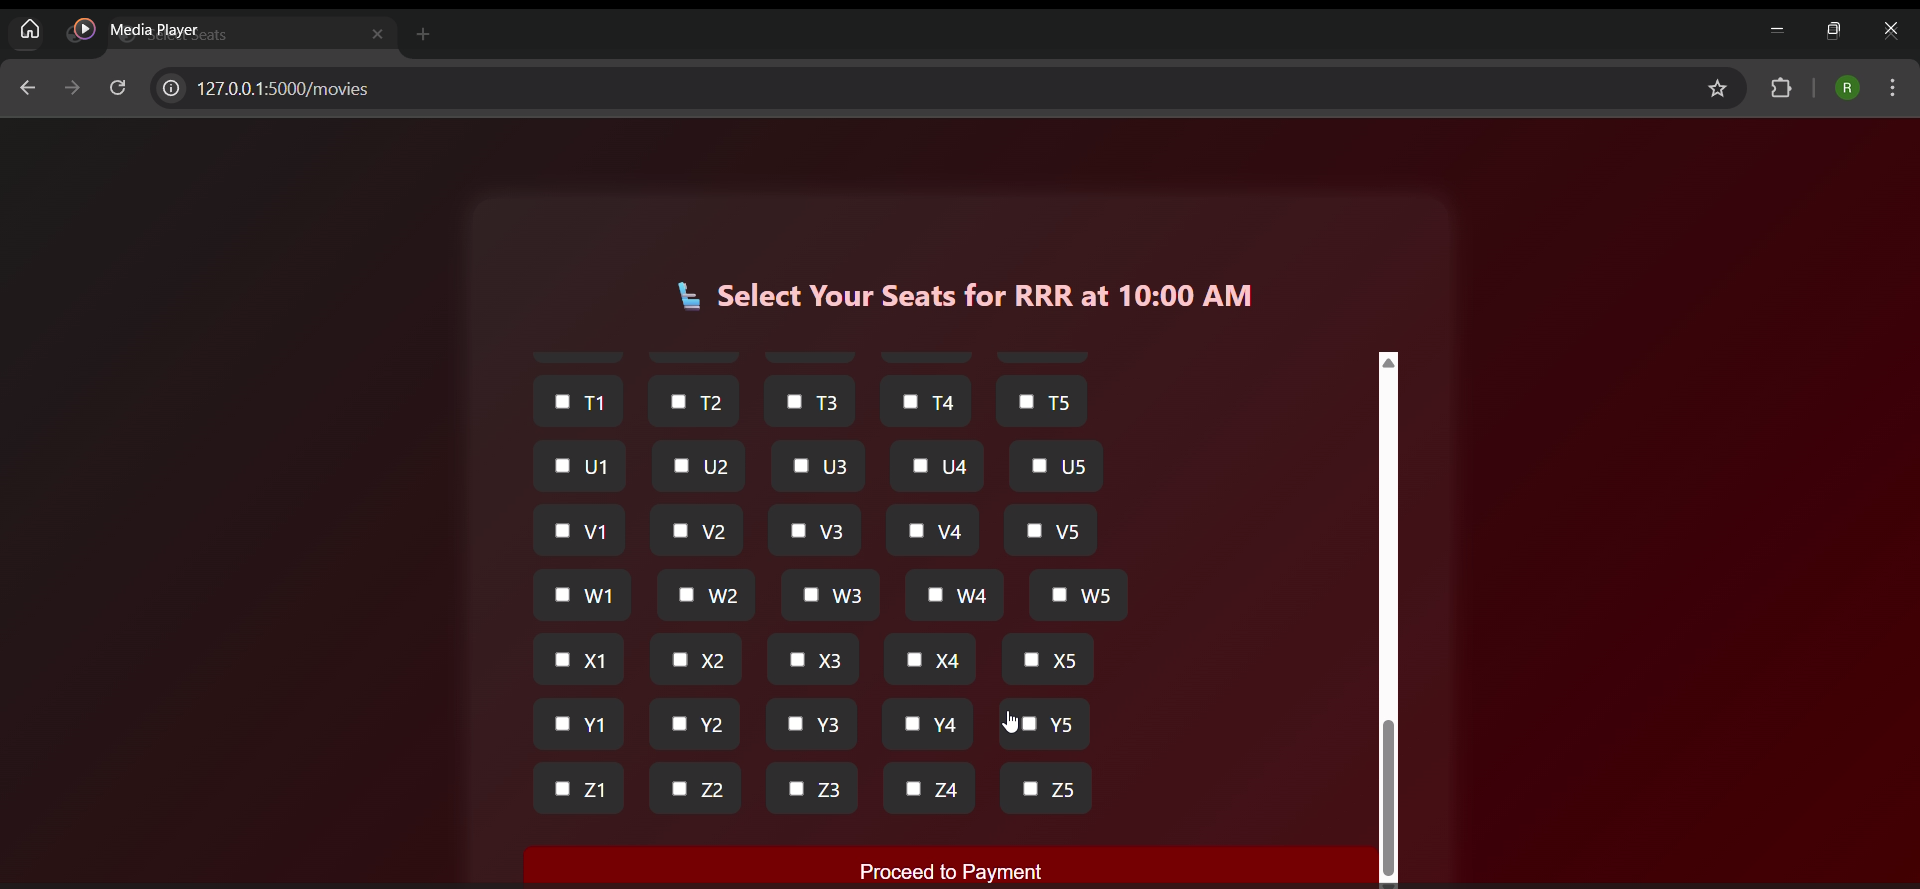 Media Player
Select Seats
127.0.0.1:5000/movies
R
Select Your Seats for RRR at 10:00 AM
T1 T2 T3 T4 T5
U1 U2 U3 U4 U5
V1 V2 V3 V4 V5
W1 W2 W3 W4 W5
X1 X2 X3 X4 X5
Y1 Y2 Y3 Y4 Y5
Z1 Z2 Z3 Z4 Z5
Proceed to Payment